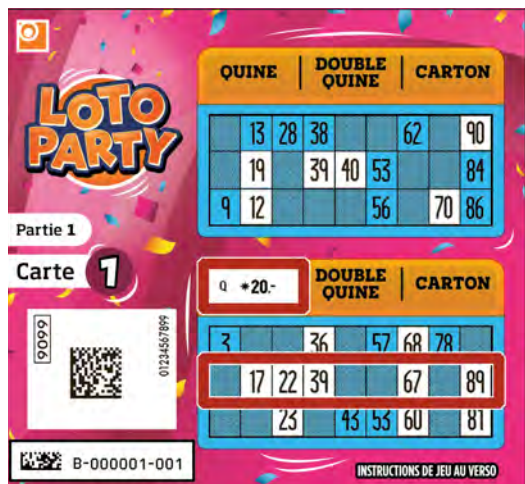 LOTO
PARTY
QUINE
DOUBLE
QUINE
CARTON
13 28 38 62 90
19 39 40 53 84
9 12 56 70 86
Partie 1
Carte 1
Q *20.-
DOUBLE
QUINE
CARTON
3 36 57 68 78
17 22 39 67 89
23 43 53 60 81
9099
01234567899
B-000001-001
INSTRUCTIONS DE JEU AU VERSO